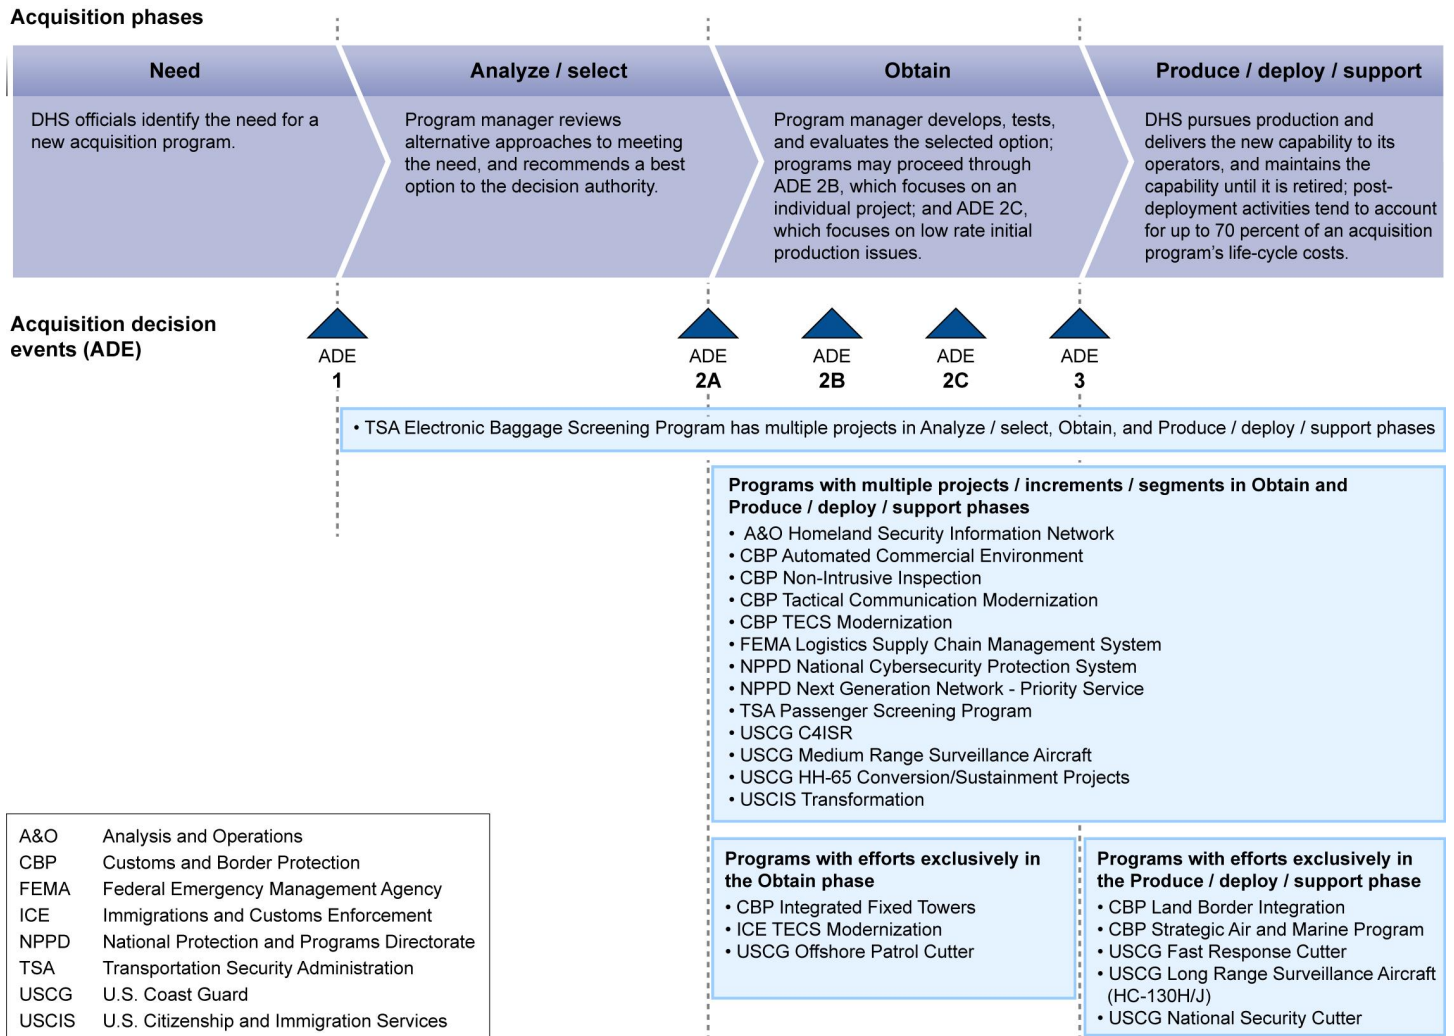 Acquisition phases
Need
Analyze / select
Obtain
Produce / deploy / support
DHS officials identify the need for a
new acquisition program.
Program manager reviews
alternative approaches to meeting
the need, and recommends a best
option to the decision authority.
Program manager develops, tests,
and evaluates the selected option;
programs may proceed through
ADE 2B, which focuses on an
individual project; and ADE 2C,
which focuses on low rate initial
production issues.
DHS pursues production and
delivers the new capability to its
operators, and maintains the
capability until it is retired; post-
deployment activities tend to account
for up to 70 percent of an acquisition
program's life-cycle costs.
Acquisition decision
events (ADE)
ADE
1
ADE
2A
ADE
2B
ADE
2C
ADE
3
• TSA Electronic Baggage Screening Program has multiple projects in Analyze / select, Obtain, and Produce / deploy / support phases
Programs with multiple projects / increments / segments in Obtain and
Produce / deploy / support phases
• A&O Homeland Security Information Network
• CBP Automated Commercial Environment
• CBP Non-Intrusive Inspection
• CBP Tactical Communication Modernization
• CBP TECS Modernization
• FEMA Logistics Supply Chain Management System
• NPPD National Cybersecurity Protection System
• NPPD Next Generation Network - Priority Service
• TSA Passenger Screening Program
• USCG C4ISR
• USCG Medium Range Surveillance Aircraft
• USCG HH-65 Conversion/Sustainment Projects
• USCIS Transformation
Programs with efforts exclusively in
the Obtain phase
• CBP Integrated Fixed Towers
• ICE TECS Modernization
• USCG Offshore Patrol Cutter
Programs with efforts exclusively in
the Produce / deploy / support phase
• CBP Land Border Integration
• CBP Strategic Air and Marine Program
• USCG Fast Response Cutter
• USCG Long Range Surveillance Aircraft
(HC-130H/J)
• USCG National Security Cutter
A&O Analysis and Operations
CBP Customs and Border Protection
FEMA Federal Emergency Management Agency
ICE Immigrations and Customs Enforcement
NPPD National Protection and Programs Directorate
TSA Transportation Security Administration
USCG U.S. Coast Guard
USCIS U.S. Citizenship and Immigration Services